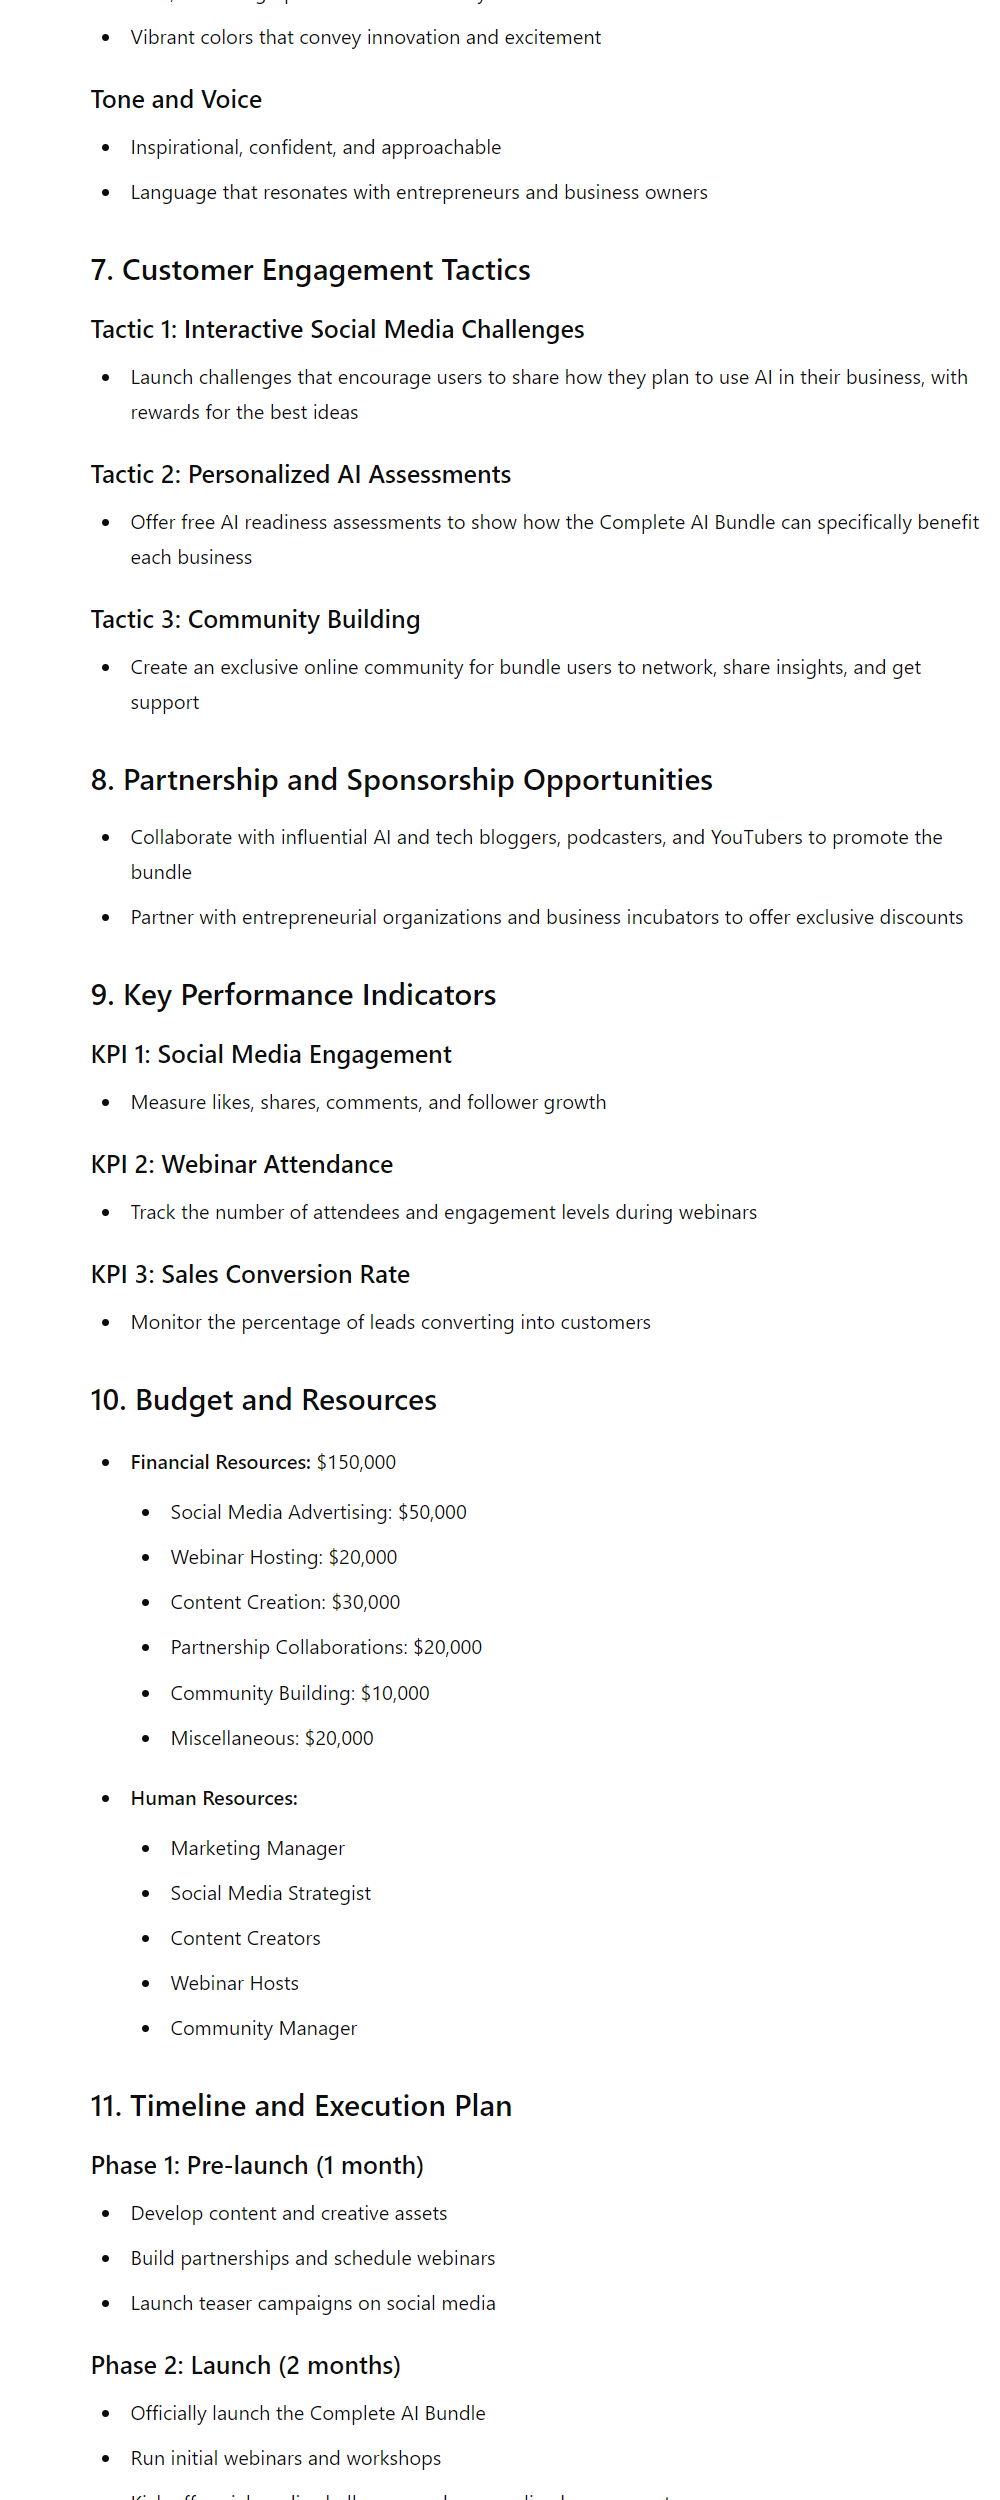 Vibrant colors that convey innovation and excitement
Tone and Voice
Inspirational, confident, and approachable
Language that resonates with entrepreneurs and business owners
7. Customer Engagement Tactics
Tactic 1: Interactive Social Media Challenges
Launch challenges that encourage users to share how they plan to use AI in their business, with
rewards for the best ideas
Tactic 2: Personalized AI Assessments
Offer free AI readiness assessments to show how the Complete AI Bundle can specifically benefit
each business
Tactic 3: Community Building
Create an exclusive online community for bundle users to network, share insights, and get
support
8. Partnership and Sponsorship Opportunities
Collaborate with influential AI and tech bloggers, podcasters, and YouTubers to promote the
bundle
Partner with entrepreneurial organizations and business incubators to offer exclusive discounts
9. Key Performance Indicators
KPI 1: Social Media Engagement
Measure likes, shares, comments, and follower growth
KPI 2: Webinar Attendance
Track the number of attendees and engagement levels during webinars
KPI 3: Sales Conversion Rate
Monitor the percentage of leads converting into customers
10. Budget and Resources
Financial Resources: $150,000
Social Media Advertising: $50,000
Webinar Hosting: $20,000
Content Creation: $30,000
Partnership Collaborations: $20,000
Community Building: $10,000
Miscellaneous: $20,000
Human Resources:
Marketing Manager
Social Media Strategist
Content Creators
Webinar Hosts
Community Manager
11. Timeline and Execution Plan
Phase 1: Pre-launch (1 month)
Develop content and creative assets
Build partnerships and schedule webinars
Launch teaser campaigns on social media
Phase 2: Launch (2 months)
Officially launch the Complete AI Bundle
Run initial webinars and workshops